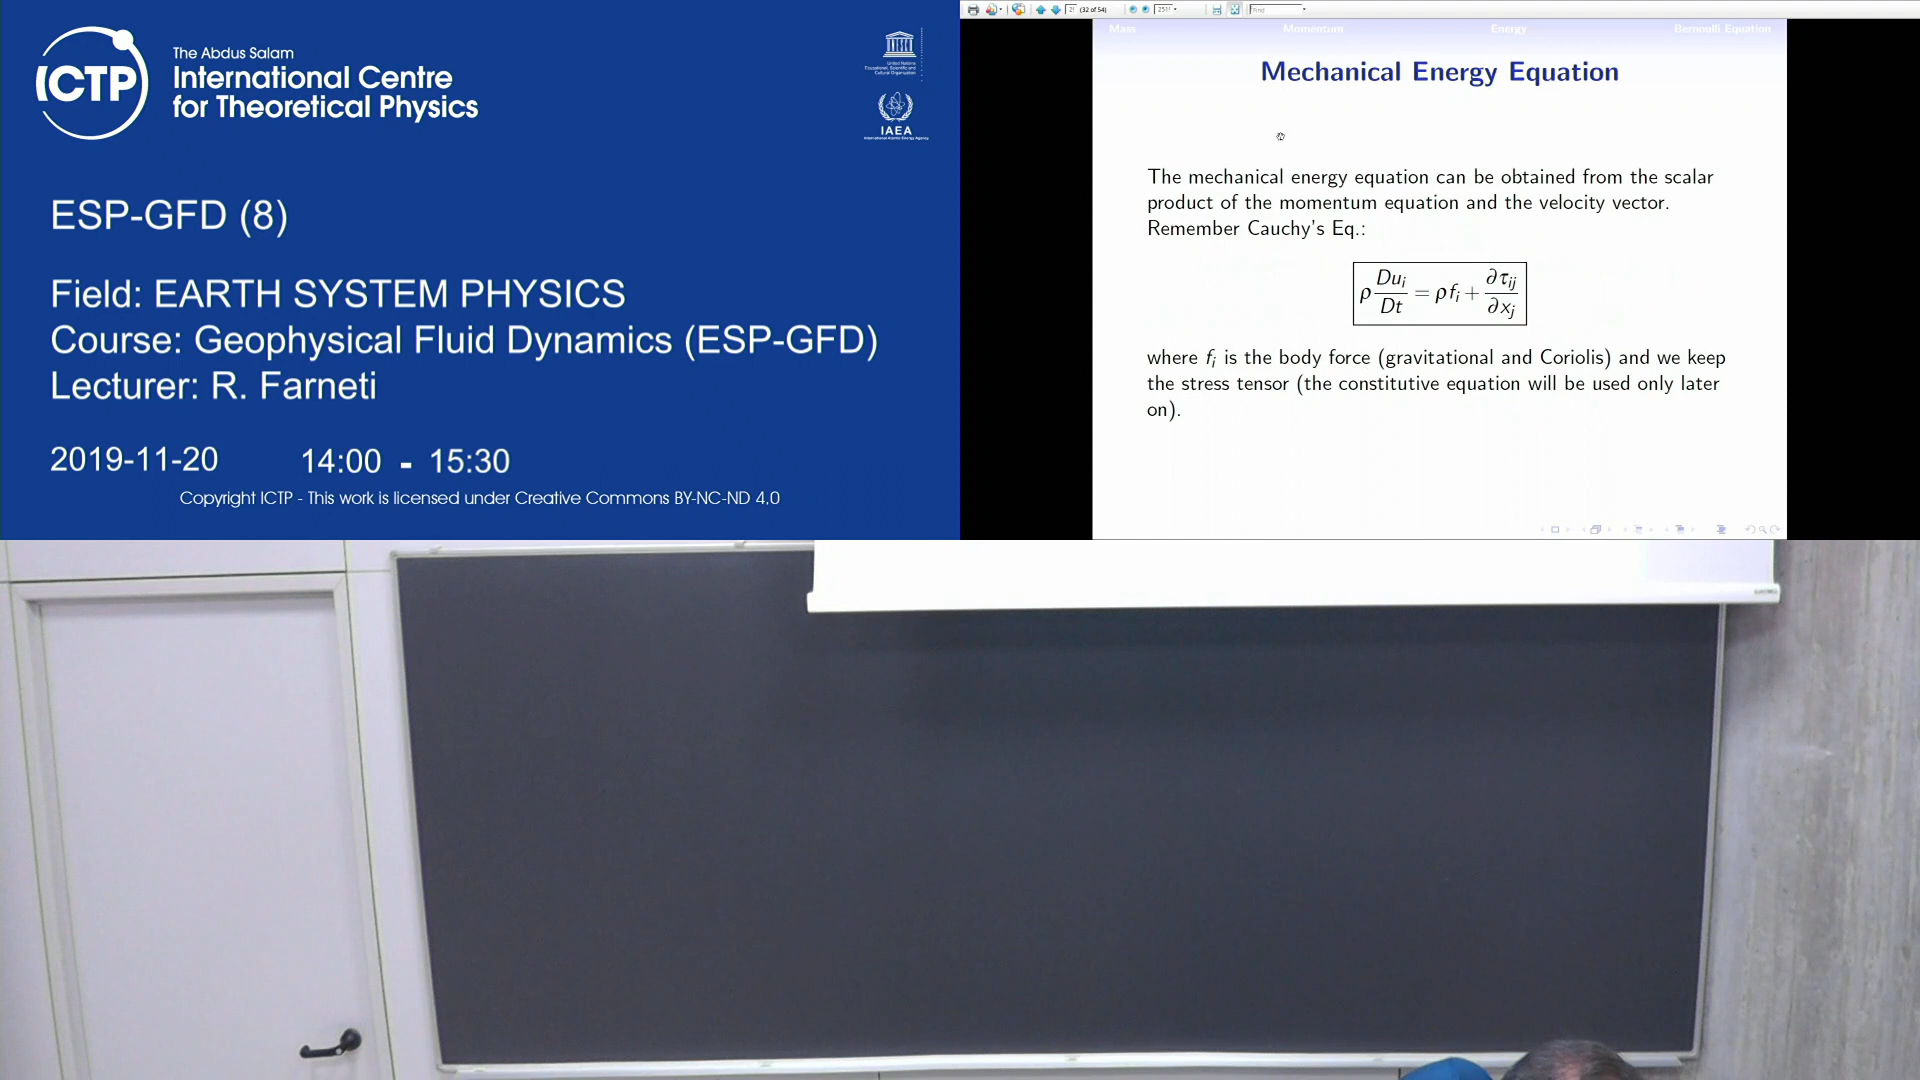 The Abdus Salam
ICTP
International Centre
for Theoretical Physics
IAEA
ESP-GFD (8)
Field: EARTH SYSTEM PHYSICS
Course: Geophysical Fluid Dynamics (ESP-GFD)
Lecturer: R. Farneti
2019-11-20 14:00 - 15:30
Copyright ICTP - This work is licensed under Creative Commons BY-NC-ND 4,0
(32 of 54)
Find
Mass Momentum Energy Bernoulli Equation
Mechanical Energy Equation
The mechanical energy equation can be obtained from the scalar
product of the momentum equation and the velocity vector.
Remember Cauchy's Eq.:
ρ Du_i/Dt = ρf_i + ∂τ_ij/∂x_j
where f_i is the body force (gravitational and Coriolis) and we keep
the stress tensor (the constitutive equation will be used only later
on).